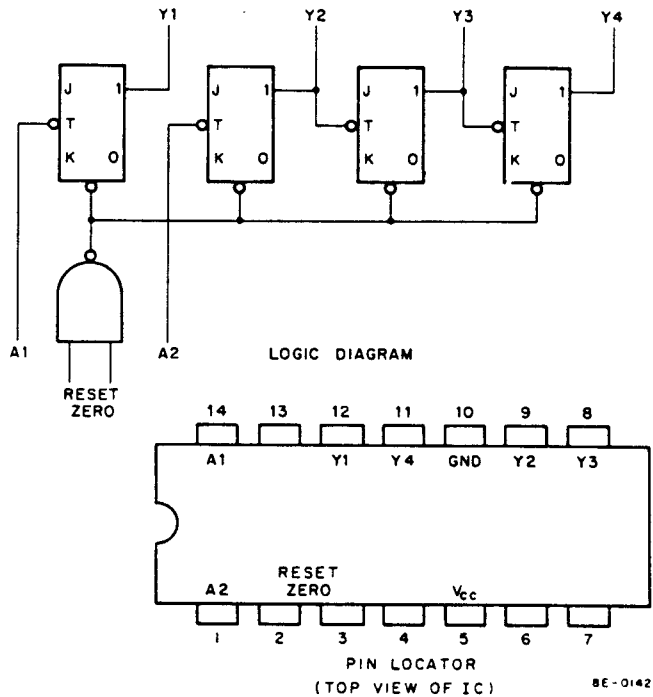 Y1 Y2 Y3 Y4
J 1 J 1 J 1 J 1
T T T T
K 0 K 0 K 0 K 0
A1 A2 LOGIC DIAGRAM
RESET
ZERO
14 13 12 11 10 9 8
A1 Y1 Y4 GND Y2 Y3
RESET
A2 ZERO Vcc
1 2 3 4 5 6 7
PIN LOCATOR
(TOP VIEW OF IC)
8E-0142